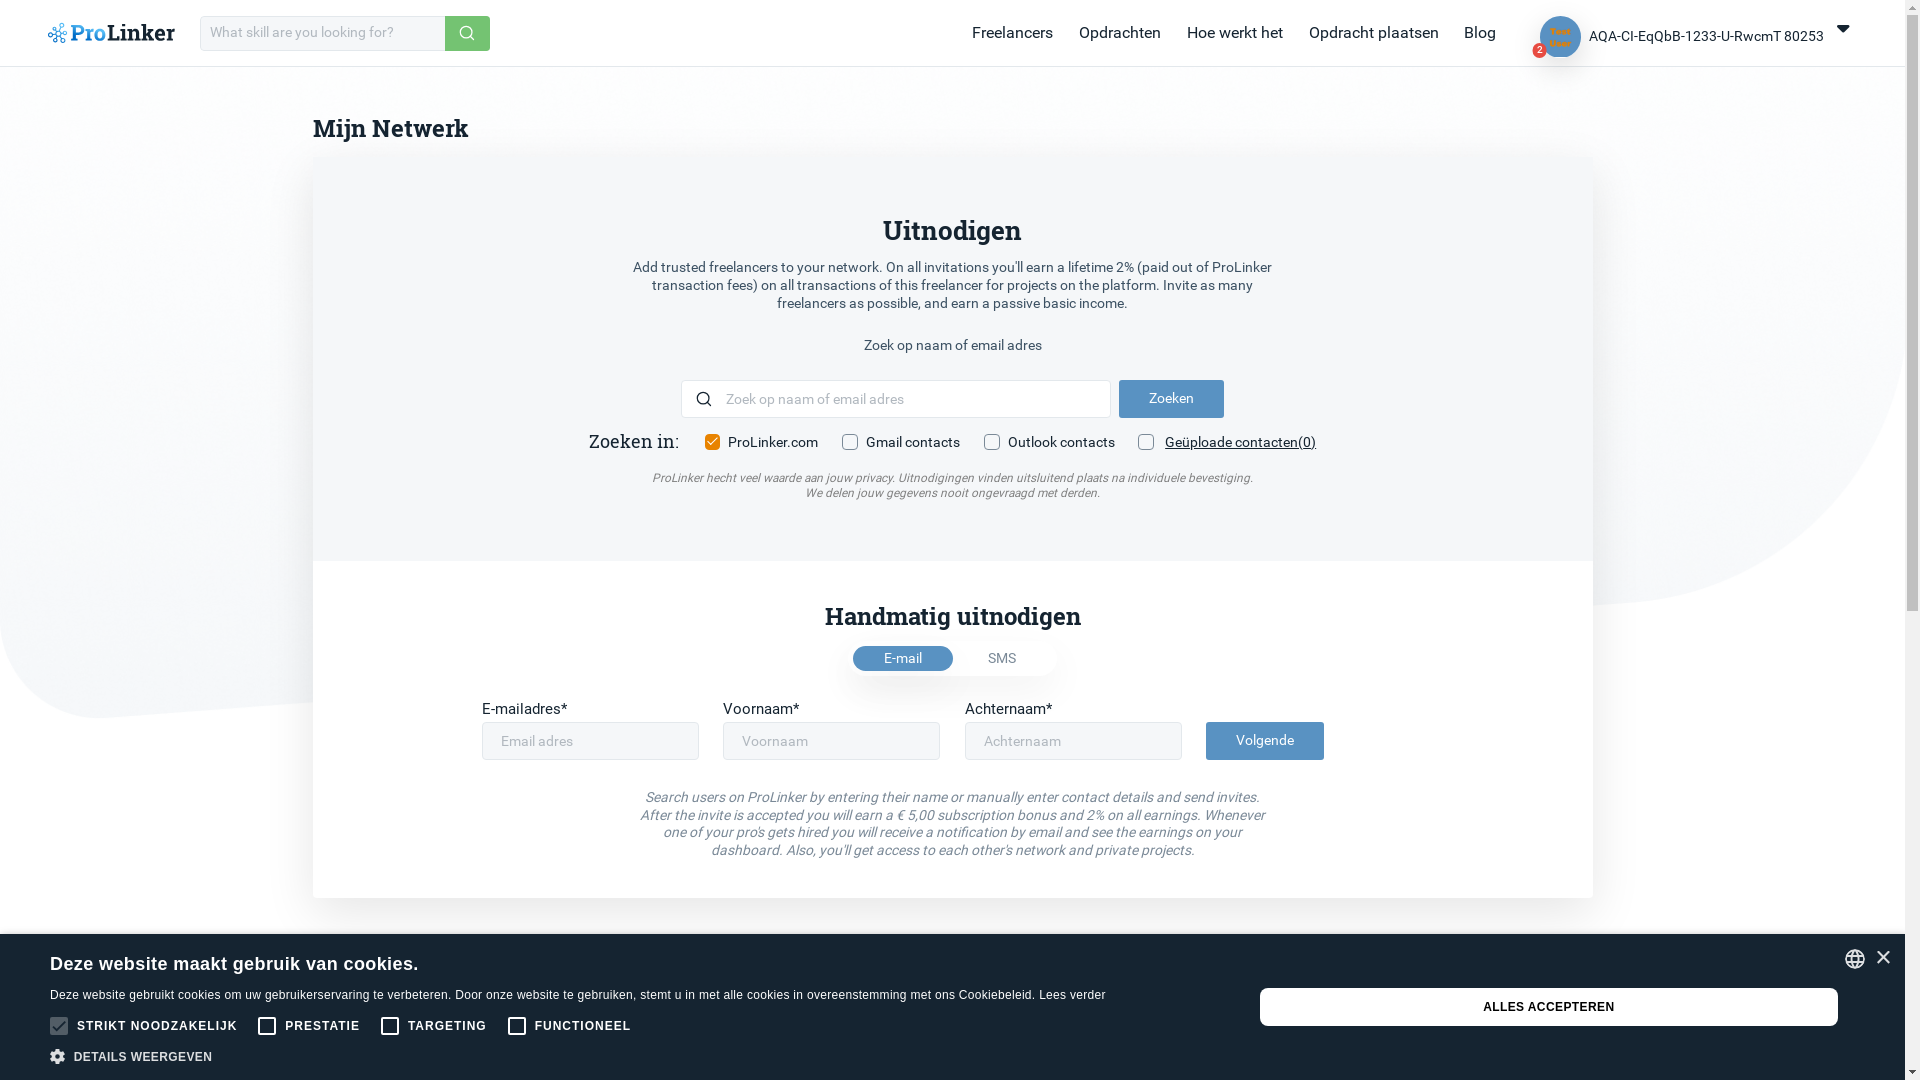 ProLinker
What skill are you looking for?
Freelancers
Opdrachten
Hoe werkt het
Opdracht plaatsen
Blog
Test
User
2
AQA-CI-EqQbB-1233-U-RwcmT 80253
Mijn Netwerk
Uitnodigen
Add trusted freelancers to your network. On all invitations you'll earn a lifetime 2% (paid out of ProLinker
transaction fees) on all transactions of this freelancer for projects on the platform. Invite as many
freelancers as possible, and earn a passive basic income.
Zoek op naam of email adres
Zoek op naam of email adres
Zoeken
Zoeken in:
ProLinker.com
Gmail contacts
Outlook contacts
Geüploade contacten(0)
ProLinker hecht veel waarde aan jouw privacy. Uitnodigingen vinden uitsluitend plaats na individuele bevestiging.
We delen jouw gegevens nooit ongevraagd met derden.
Handmatig uitnodigen
E-mail
SMS
E-mailadres*
Voornaam*
Achternaam*
Email adres
Voornaam
Achternaam
Volgende
Search users on ProLinker by entering their name or manually enter contact details and send invites.
After the invite is accepted you will earn a € 5,00 subscription bonus and 2% on all earnings. Whenever
one of your pro's gets hired you will receive a notification by email and see the earnings on your
dashboard. Also, you'll get access to each other's network and private projects.
Deze website maakt gebruik van cookies.
Deze website gebruikt cookies om uw gebruikerservaring te verbeteren. Door onze website te gebruiken, stemt u in met alle cookies in overeenstemming met ons Cookiebeleid. Lees verder
STRIKT NOODZAKELIJK
PRESTATIE
TARGETING
FUNCTIONEEL
DETAILS WEERGEVEN
ALLES ACCEPTEREN